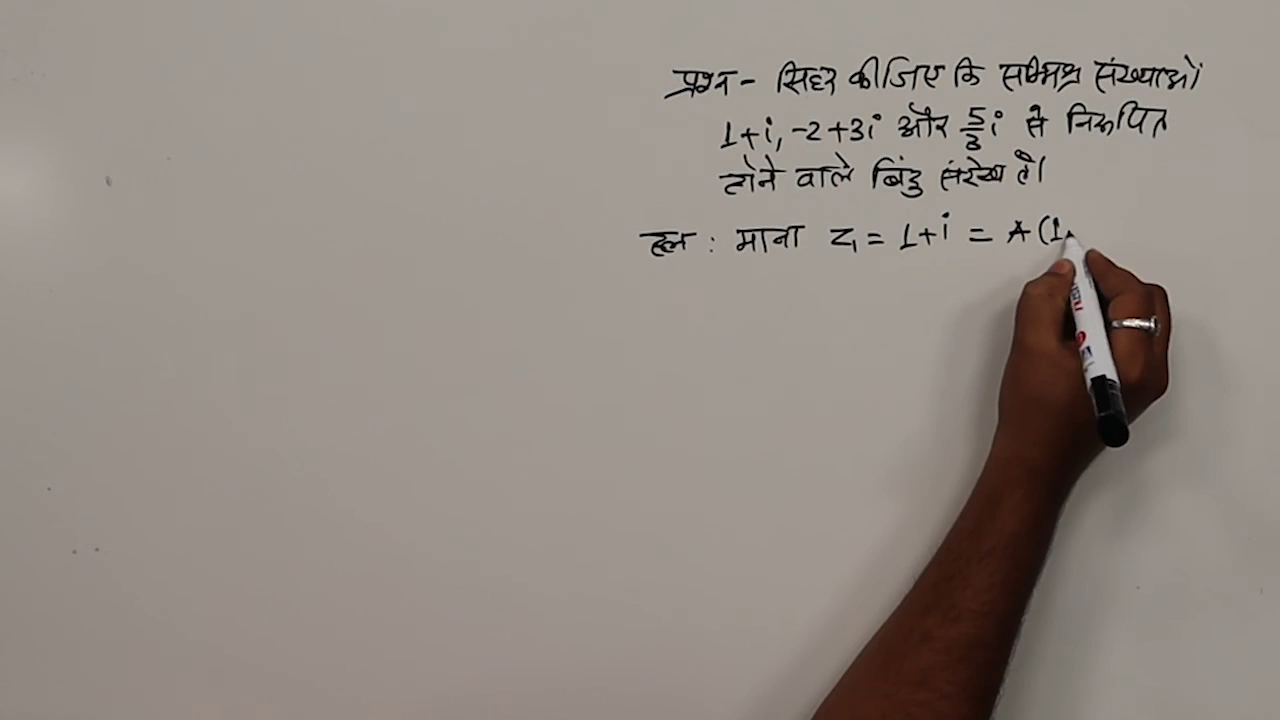 प्रश्न - सिद्ध कीजिए कि सम्मिश्र संख्याओं
1+i, -2+3i और 5/3 i से निरूपित
होने वाले बिंदु संरेख है।
हल : माना z₁ = 1+i = A(1,